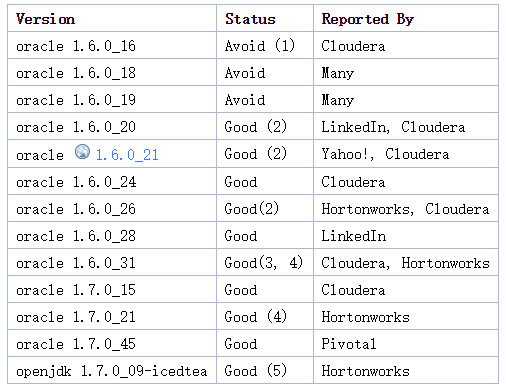 Version Status Reported By
oracle 1.6.0_16 Avoid (1) Cloudera
oracle 1.6.0_18 Avoid Many
oracle 1.6.0_19 Avoid Many
oracle 1.6.0_20 Good (2) LinkedIn, Cloudera
oracle 1.6.0_21 Good (2) Yahoo!, Cloudera
oracle 1.6.0_24 Good Cloudera
oracle 1.6.0_26 Good(2) Hortonworks, Cloudera
oracle 1.6.0_28 Good LinkedIn
oracle 1.6.0_31 Good(3, 4) Cloudera, Hortonworks
oracle 1.7.0_15 Good Cloudera
oracle 1.7.0_21 Good (4) Hortonworks
oracle 1.7.0_45 Good Pivotal
openjdk 1.7.0_09-icedtea Good (5) Hortonworks